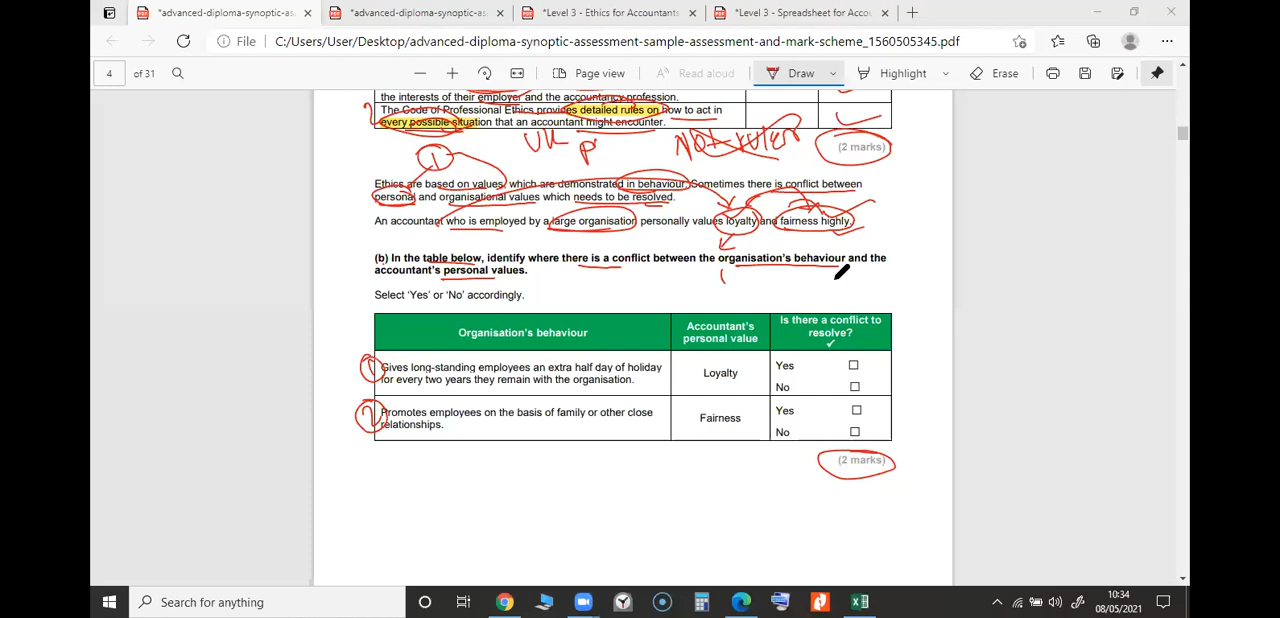 *advanced-diploma-synoptic-asse
*advanced-diploma-synoptic-asse
*Level 3 - Ethics for Accountants
*Level 3 - Spreadsheet for Accou
File
C:/Users/User/Desktop/advanced-diploma-synoptic-assessment-sample-assessment-and-mark-scheme_1560505345.pdf
4 of 31
Page view
Read aloud
Draw
Highlight
Erase
the interests of their employer and the accountancy profession.
The Code of Professional Ethics provides detailed rules on how to act in
every possible situation that an accountant might encounter.
2
UK
NOT rules
(2 marks)
1
Ethics are based on values, which are demonstrated in behaviour. Sometimes there is conflict between
personal and organisational values which needs to be resolved.
An accountant who is employed by a large organisation personally values loyalty and fairness highly.
(b) In the table below, identify where there is a conflict between the organisation's behaviour and the
accountant's personal values.
Select 'Yes' or 'No' accordingly.
Organisation's behaviour
Accountant's
personal value
Is there a conflict to
resolve?
✓
1
Gives long-standing employees an extra half day of holiday
for every two years they remain with the organisation.
Loyalty
Yes
No
2
Promotes employees on the basis of family or other close
relationships.
Fairness
Yes
No
(2 marks)
Search for anything
10:34
08/05/2021